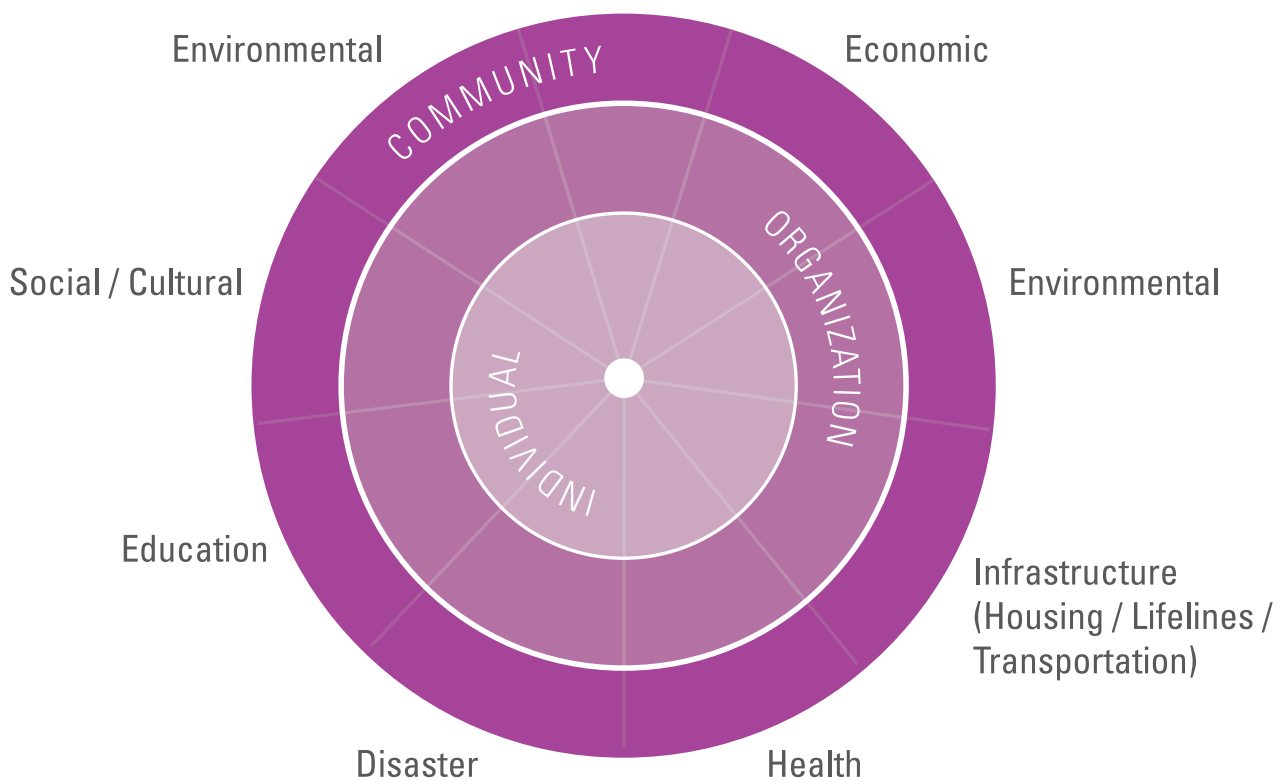 Environmental
Economic
COMMUNITY
ORGANIZATION
Social / Cultural
Environmental
INDIVIDUAL
Education
Infrastructure
(Housing / Lifelines /
Transportation)
Disaster
Health